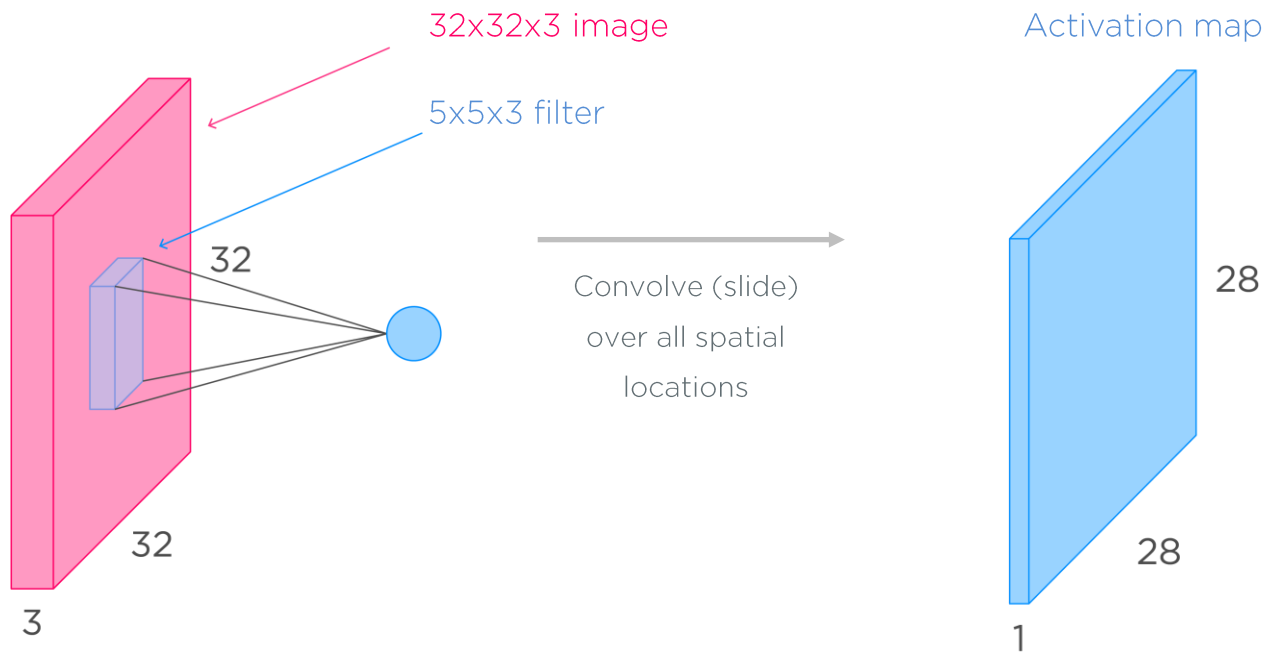 32x32x3 image
Activation map
5x5x3 filter
32
Convolve (slide)
over all spatial
locations
28
32
28
3
1